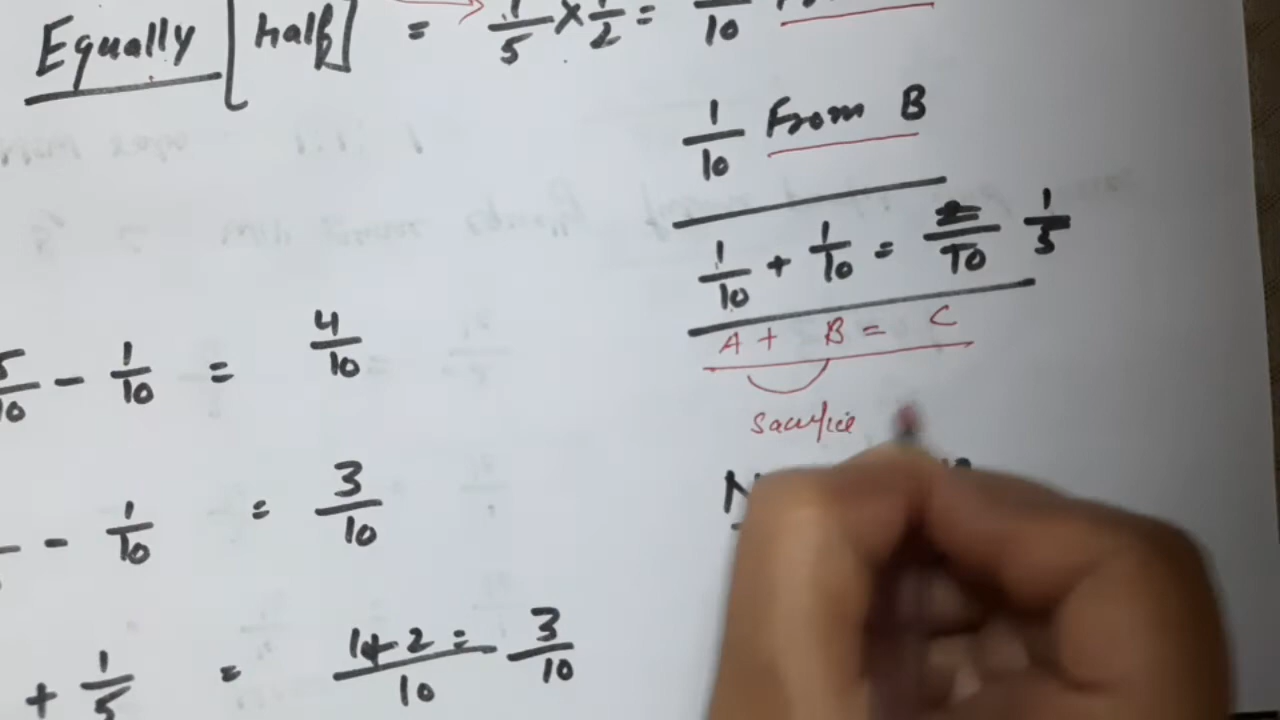 Equally [half] = 1/5 × 1/2 = /10
1/10 From B
1/10 + 1/10 = 2/10 1/5
A + B = C
Sacrifice
5/10 - 1/10 = 4/10
- 1/10 = 3/10
+ 1/5 = 1+2/10 = 3/10